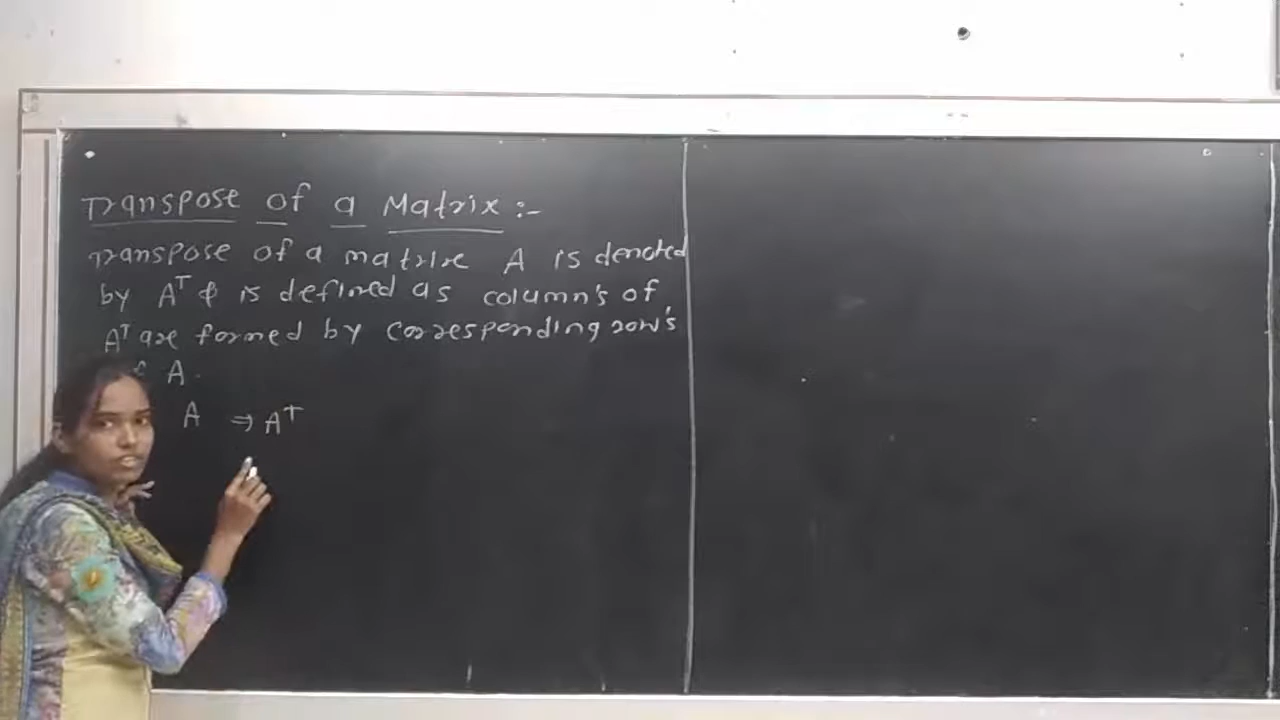 Transpose of a Matrix :-
Transpose of a matrix A is denoted
by Aᵀ & is defined as column's of
Aᵀ are formed by corresponding row's
of A.
A ⇒ Aᵀ